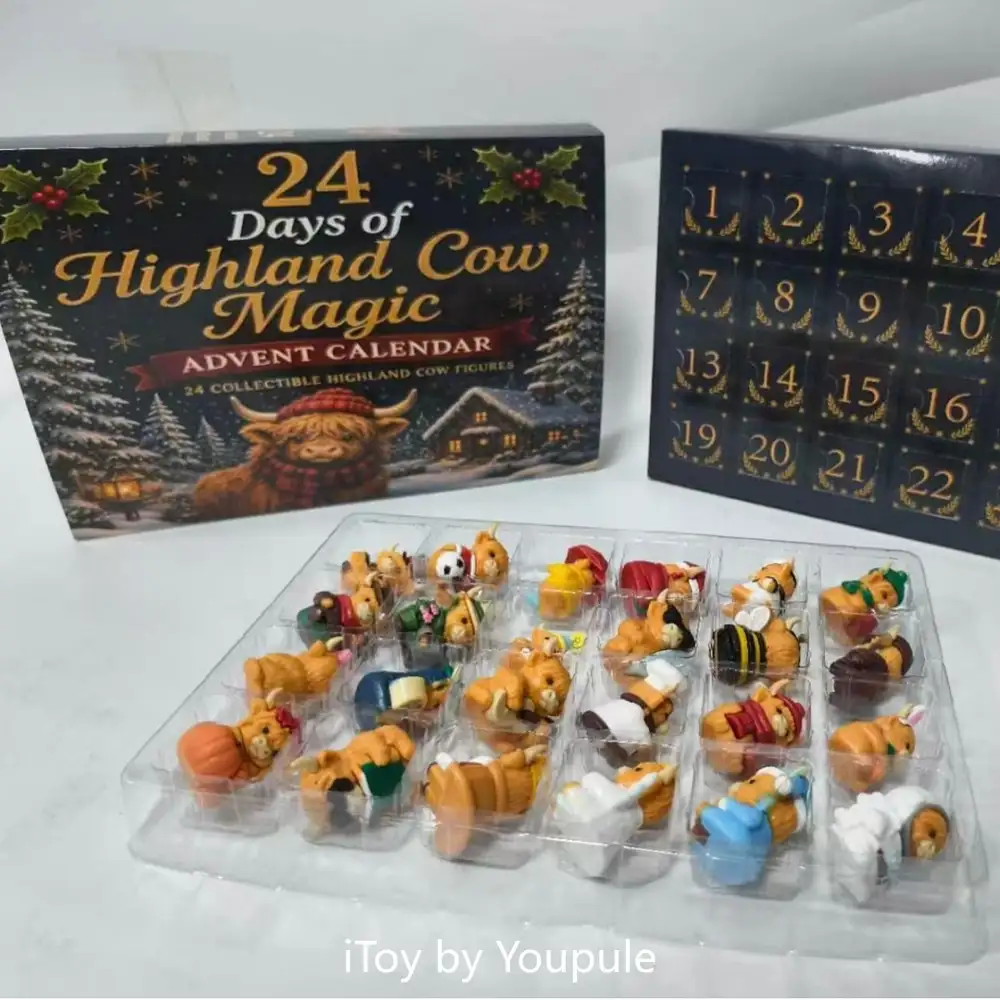 24
Days of
Highland Cow
Magic
ADVENT CALENDAR
24 COLLECTIBLE HIGHLAND COW FIGURES
1 2 3 4
7 8 9 10
13 14 15 16
19 20 21 22
iToy by Youpule